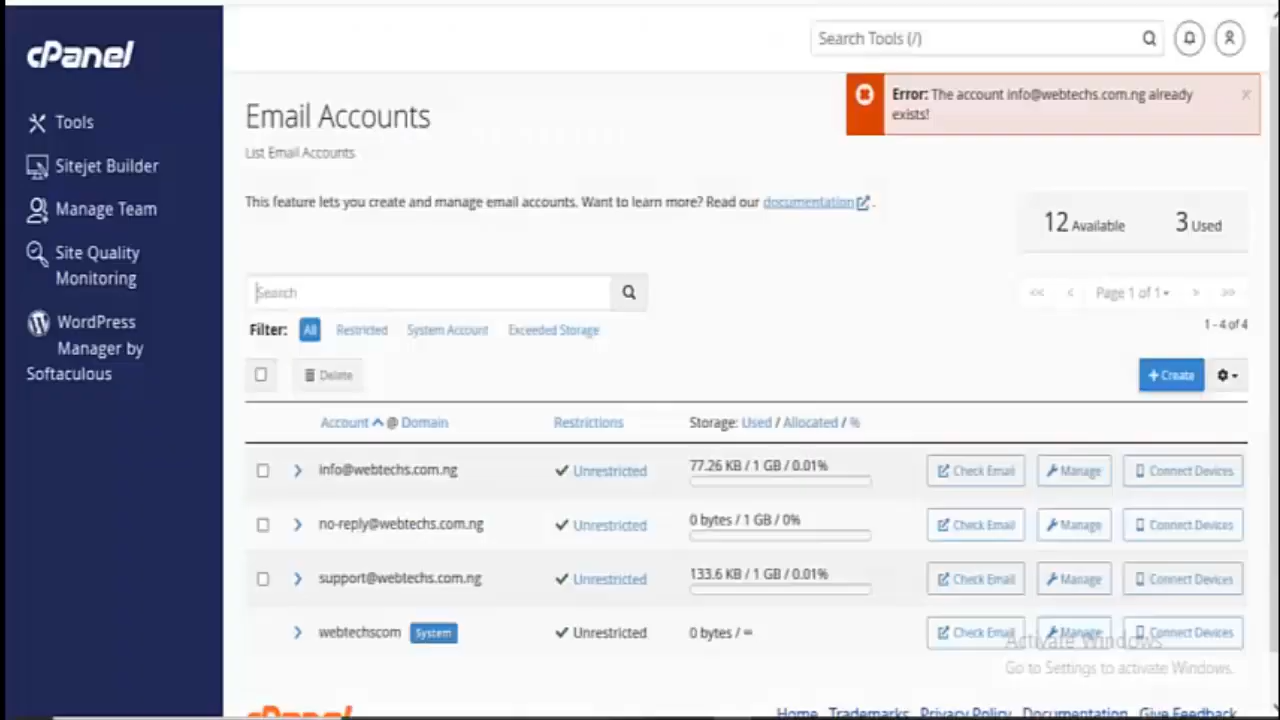 cPanel
Tools
Sitejet Builder
Manage Team
Site Quality
Monitoring
WordPress
Manager by
Softaculous
Search Tools (/)
Error: The account info@webtechs.com.ng already
exists!
Email Accounts
List Email Accounts
This feature lets you create and manage email accounts. Want to learn more? Read our documentation .
12 Available 3 Used
Search
<< < Page 1 of 1 > >>
Filter: All Restricted System Account Exceeded Storage
1 - 4 of 4
Delete
+ Create
Account @ Domain Restrictions Storage: Used / Allocated / %
info@webtechs.com.ng Unrestricted 77.26 KB / 1 GB / 0.01% Check Email Manage Connect Devices
no-reply@webtechs.com.ng Unrestricted 0 bytes / 1 GB / 0% Check Email Manage Connect Devices
support@webtechs.com.ng Unrestricted 133.6 KB / 1 GB / 0.01% Check Email Manage Connect Devices
webtechscom System Unrestricted 0 bytes / ∞ Check Email Manage Connect Devices
Activate Windows
Go to Settings to activate Windows.
cPanel
Home Trademarks Privacy Policy Documentation Give Feedback